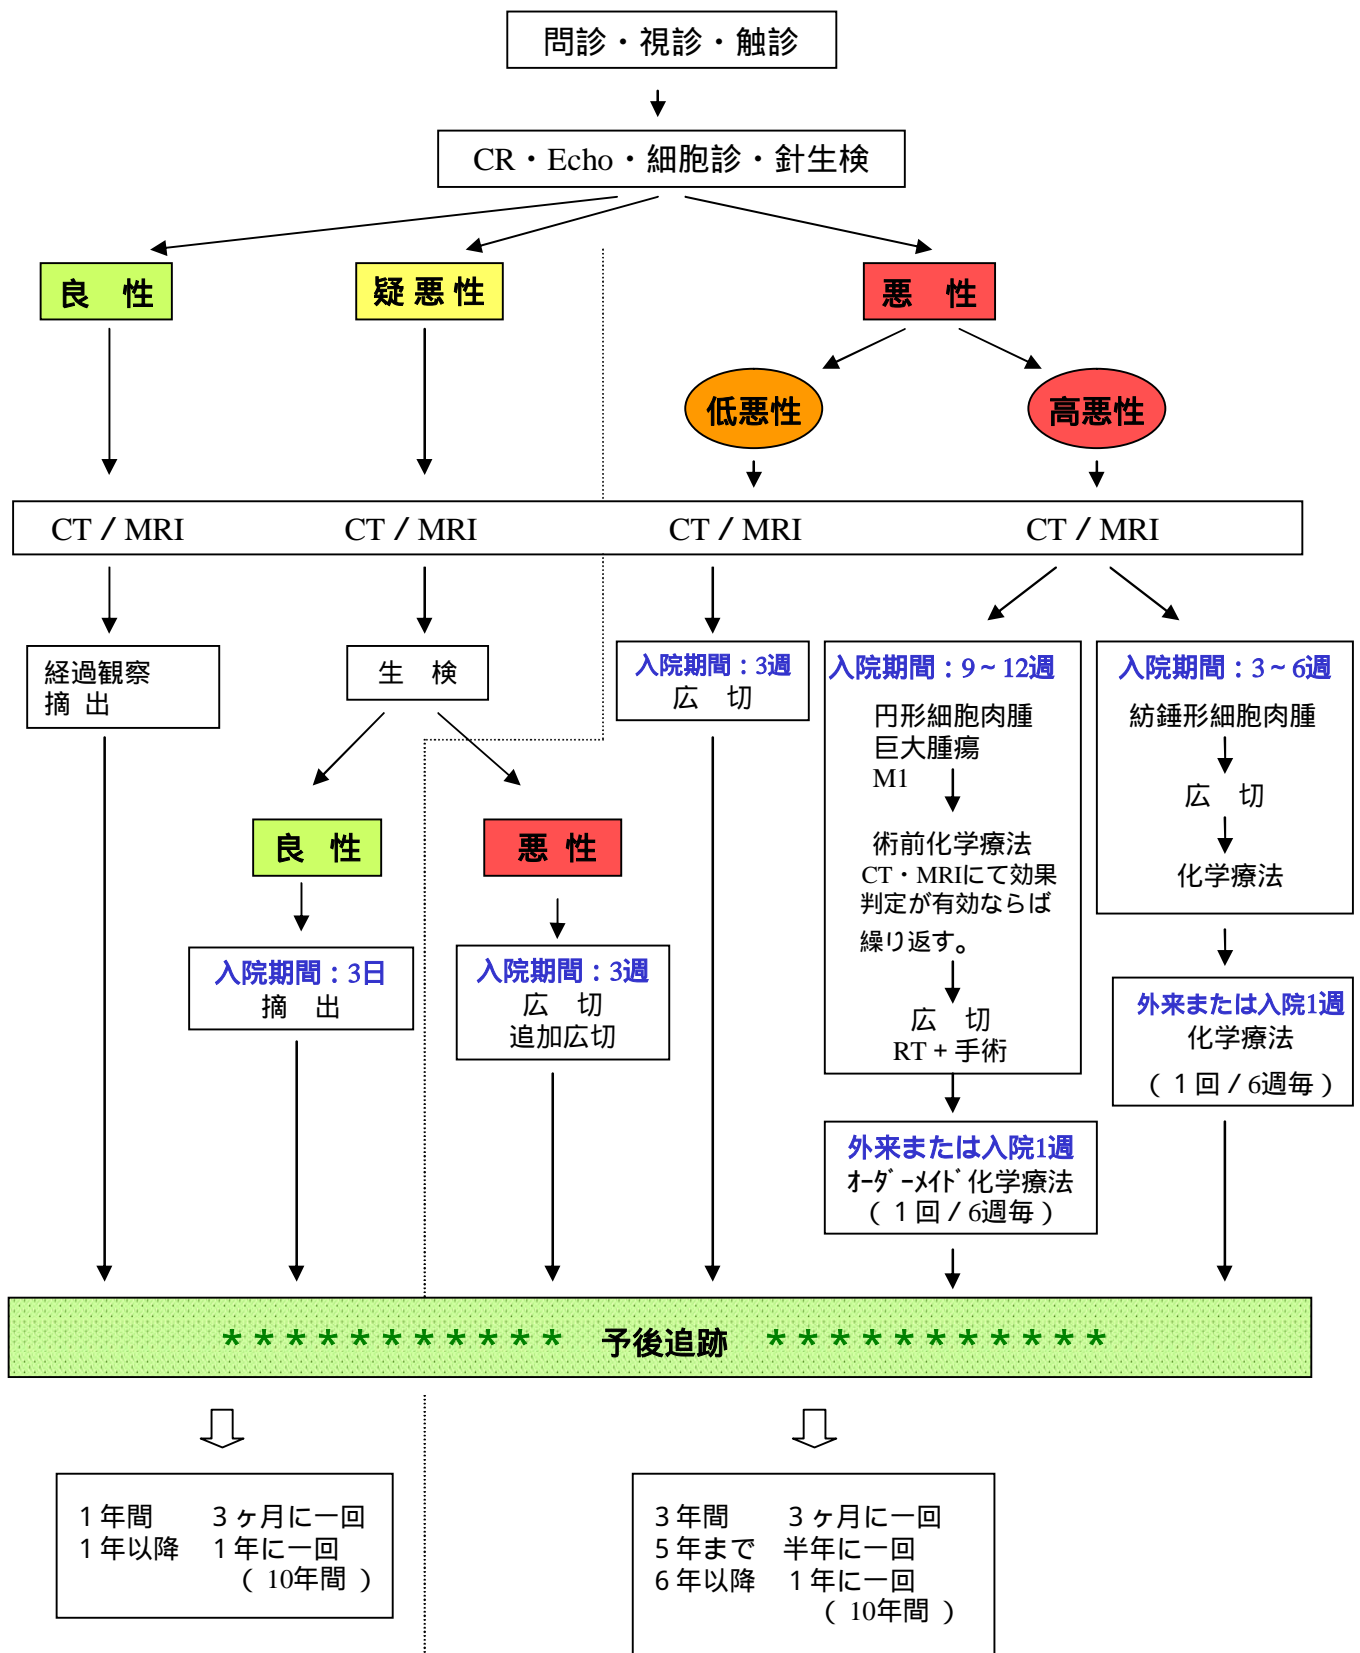 問診・視診・触診
CR・Echo・細胞診・針生検
良　性
疑 悪 性
悪　性
低悪性
高悪性
CT / MRI
CT / MRI
CT / MRI
CT / MRI
経過観察
摘 出
生　検
良 性
入院期間：3日
摘　出
悪 性
入院期間：3週
広　切
追加広切
入院期間：3週
広　切
入院期間：9～12週
円形細胞肉腫
巨大腫瘍
M1
術前化学療法
CT・MRIにて効果
判定が有効ならば
繰り返す。
広　切
RT + 手術
外来または入院1週
ｵｰﾀﾞｰﾒｲﾄﾞ化学療法
（１回 / 6週毎）
入院期間：3～6週
紡錘形細胞肉腫
広　切
化学療法
外来または入院1週
化学療法
（１回 / 6週毎）
＊＊＊＊＊＊＊＊＊＊＊　予後追跡　＊＊＊＊＊＊＊＊＊＊＊
１年間　　３ヶ月に一回
１年以降　１年に一回
（ 10年間 ）
３年間　　３ヶ月に一回
５年まで　半年に一回
６年以降　１年に一回
（ 10年間 ）